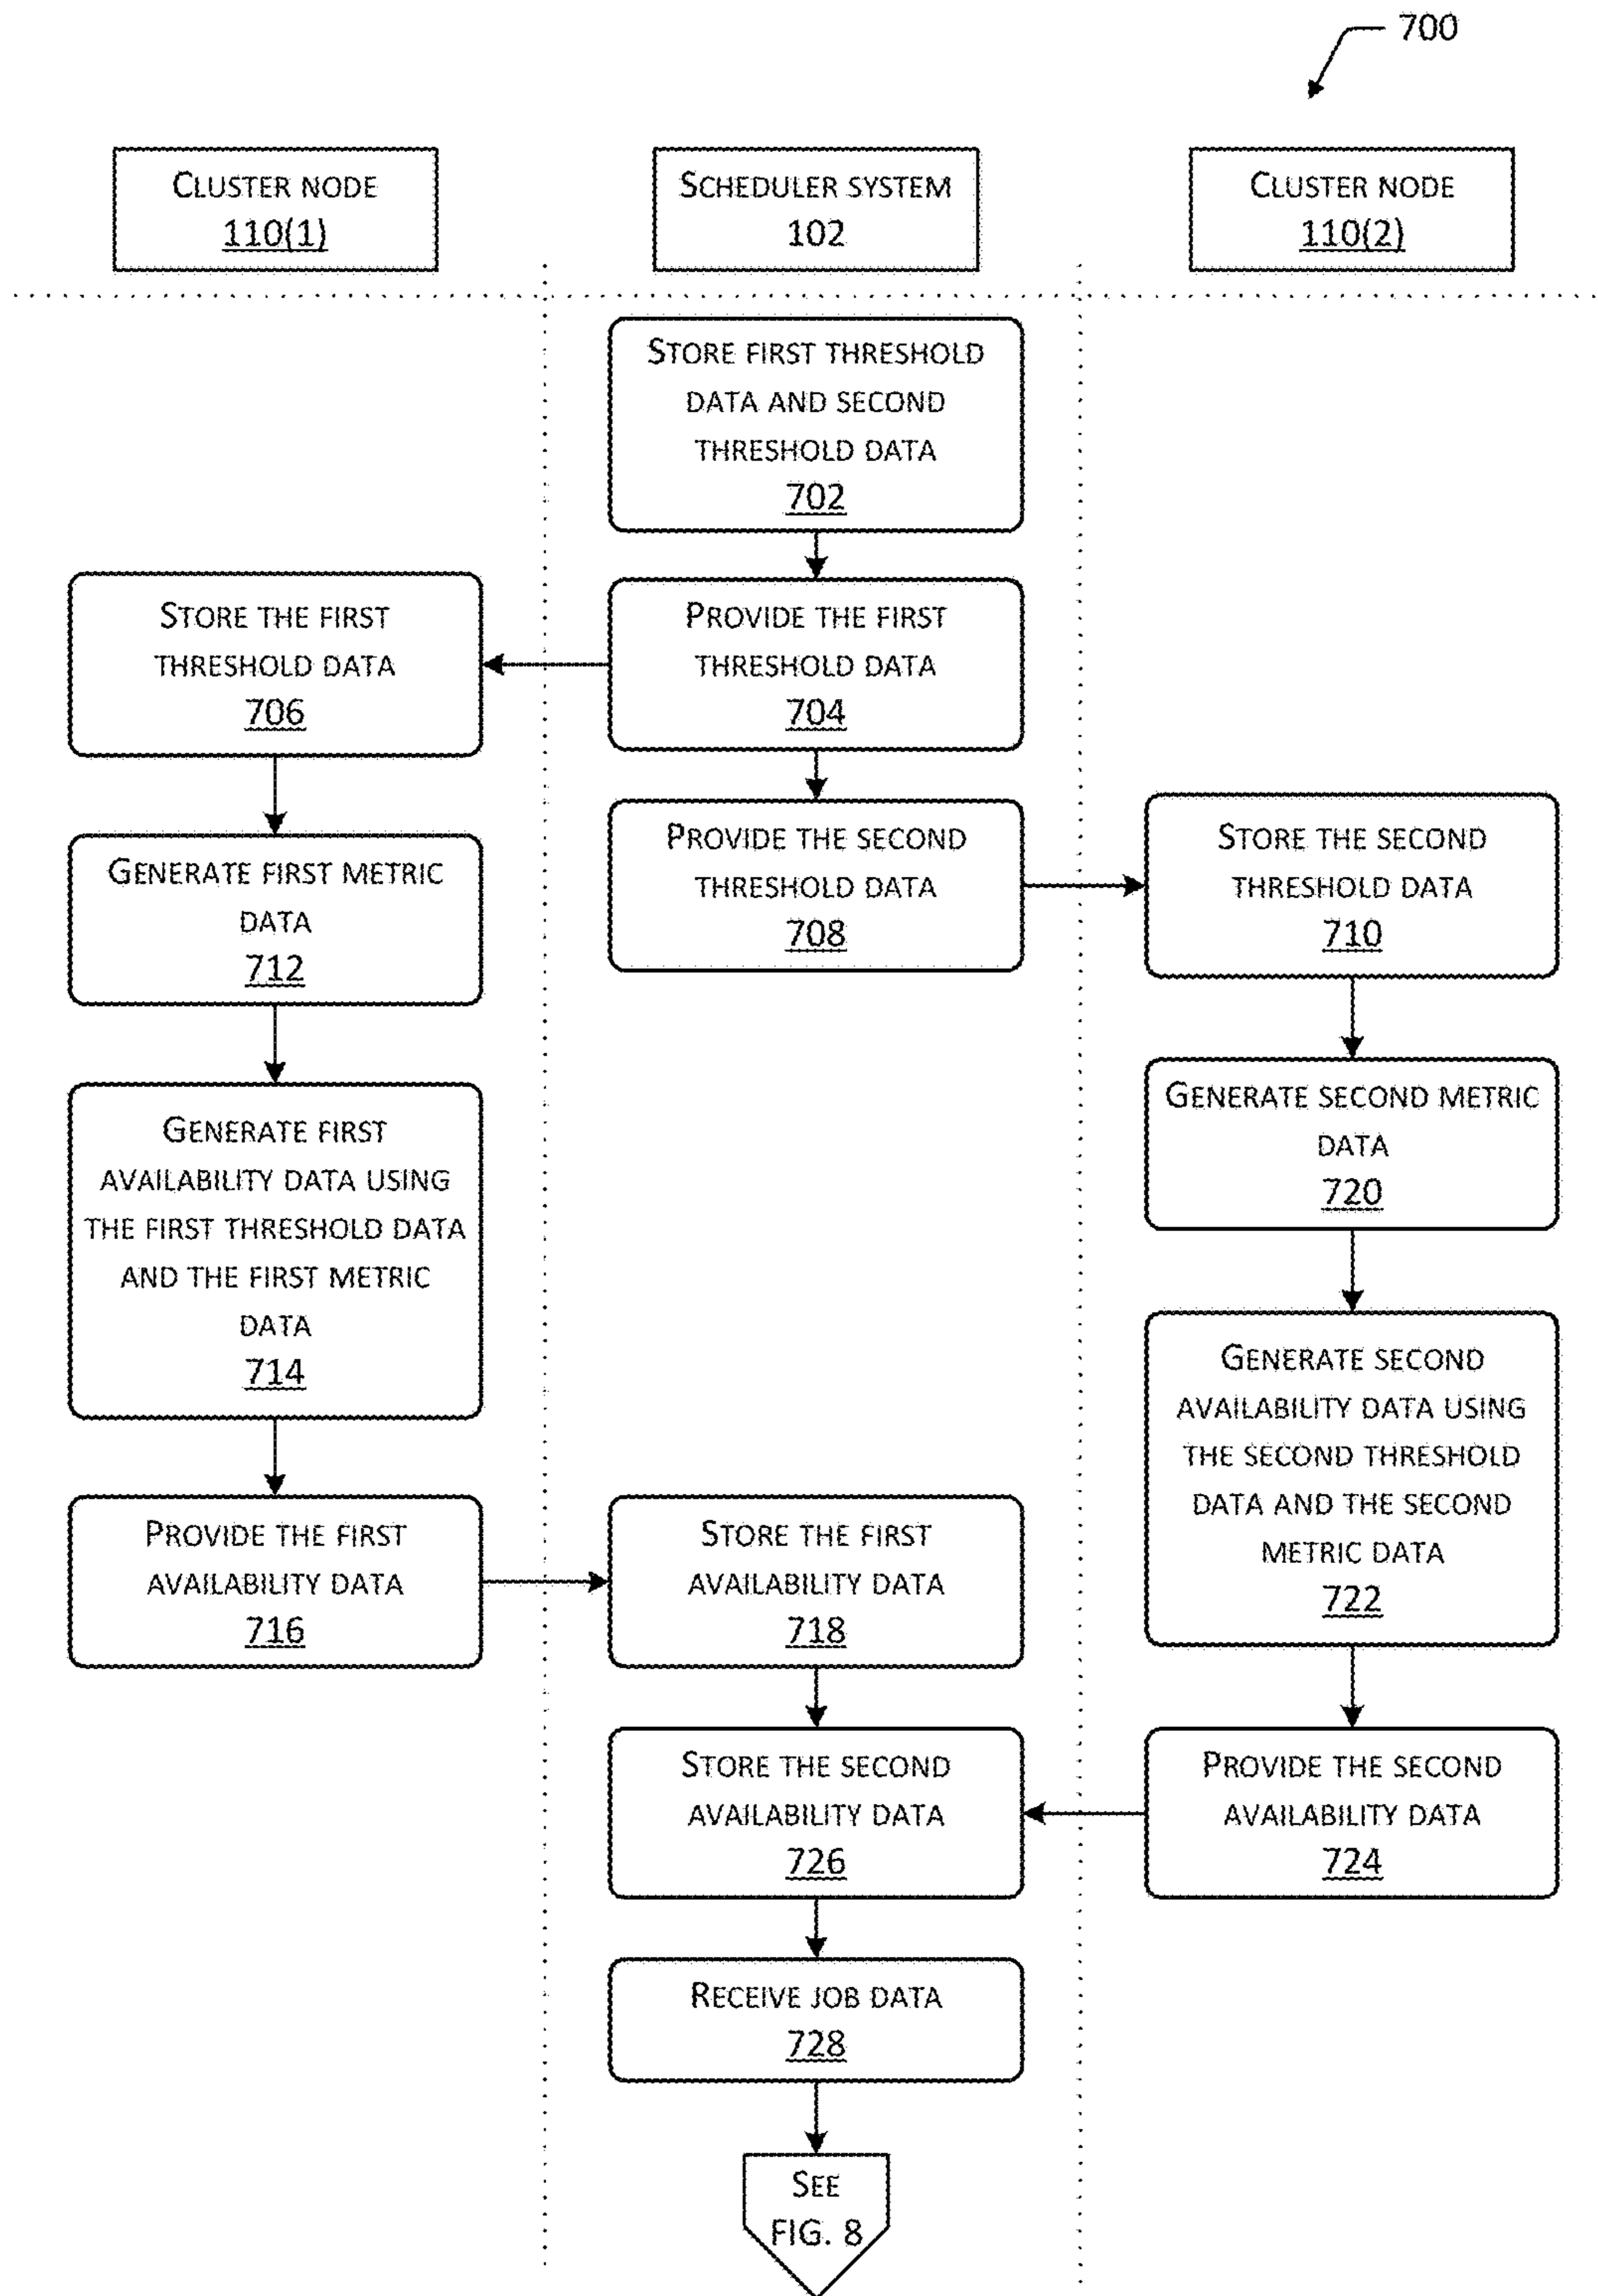 700
CLUSTER NODE
110(1)
SCHEDULER SYSTEM
102
CLUSTER NODE
110(2)
STORE FIRST THRESHOLD
DATA AND SECOND
THRESHOLD DATA
702
STORE THE FIRST
THRESHOLD DATA
706
PROVIDE THE FIRST
THRESHOLD DATA
704
PROVIDE THE SECOND
THRESHOLD DATA
708
STORE THE SECOND
THRESHOLD DATA
710
GENERATE FIRST METRIC
DATA
712
GENERATE SECOND METRIC
DATA
720
GENERATE FIRST
AVAILABILITY DATA USING
THE FIRST THRESHOLD DATA
AND THE FIRST METRIC
DATA
714
GENERATE SECOND
AVAILABILITY DATA USING
THE SECOND THRESHOLD
DATA AND THE SECOND
METRIC DATA
722
PROVIDE THE FIRST
AVAILABILITY DATA
716
STORE THE FIRST
AVAILABILITY DATA
718
STORE THE SECOND
AVAILABILITY DATA
726
PROVIDE THE SECOND
AVAILABILITY DATA
724
RECEIVE JOB DATA
728
SEE
FIG. 8